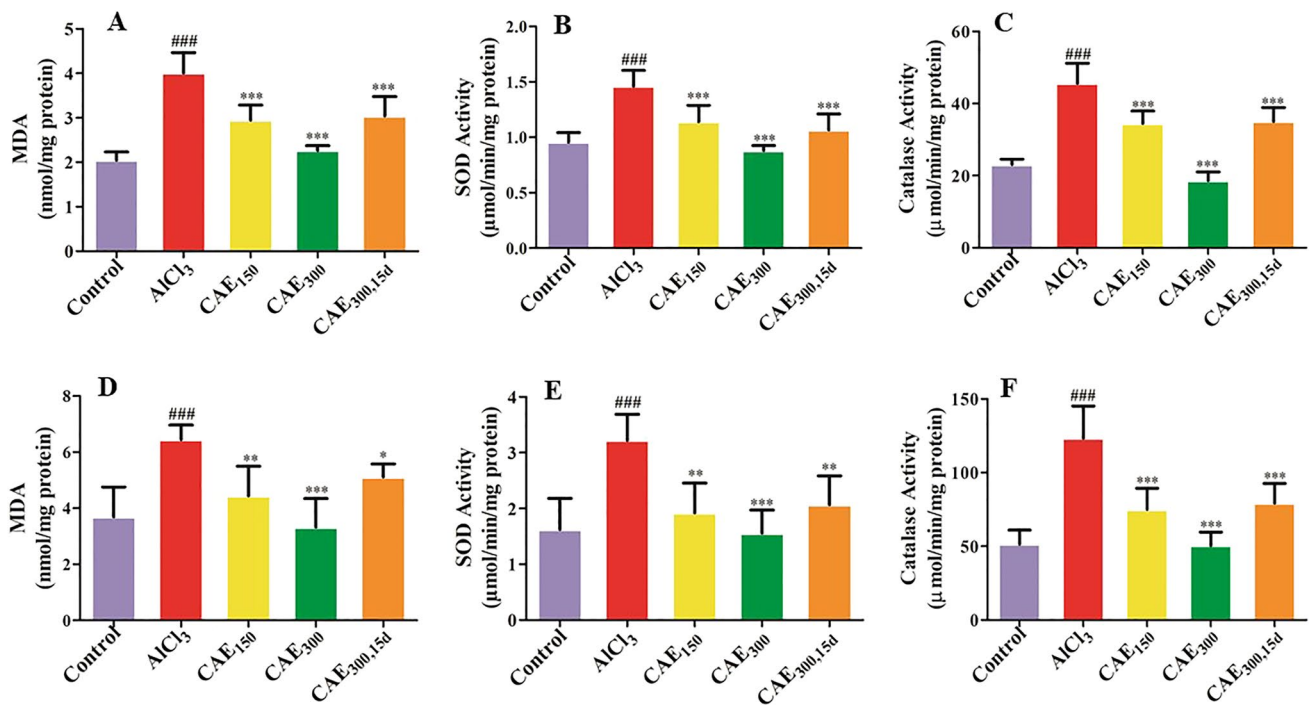 A
MDA
(nmol/mg protein)
5
4
3
2
1
0
###
***
***
***
Control
AlCl3
CAE150
CAE300
CAE300,15d
B
SOD Activity
(μmol/min/mg protein)
2.0
1.5
1.0
0.5
0.0
###
***
***
***
Control
AlCl3
CAE150
CAE300
CAE300,15d
C
Catalase Activity
(μ mol/min/mg protein)
60
40
20
0
###
***
***
***
Control
AlCl3
CAE150
CAE300
CAE300,15d
D
MDA
(nmol/mg protein)
8
6
4
2
0
###
**
***
*
Control
AlCl3
CAE150
CAE300
CAE300,15d
E
SOD Activity
(μmol/min/mg protein)
4
3
2
1
0
###
**
***
**
Control
AlCl3
CAE150
CAE300
CAE300,15d
F
Catalase Activity
(μ mol/min/mg protein)
150
100
50
0
###
***
***
***
Control
AlCl3
CAE150
CAE300
CAE300,15d